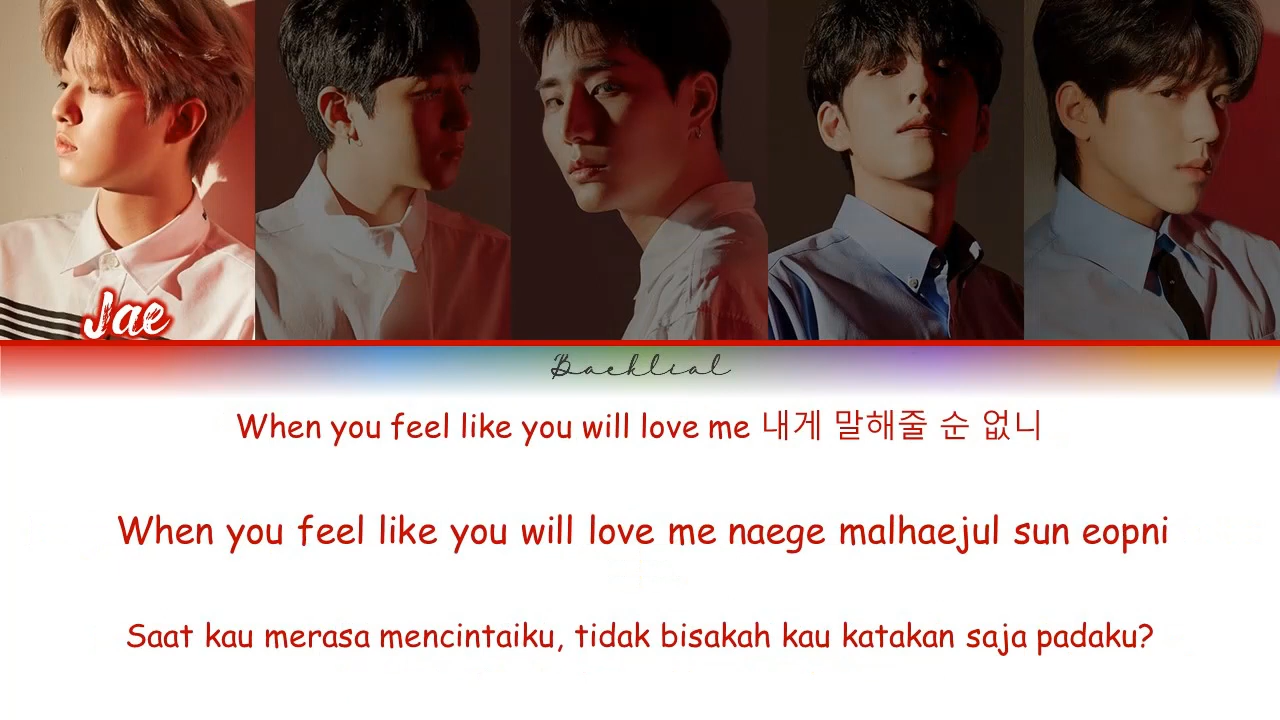 Jae
Baeklial
When you feel like you will love me 내게 말해줄 순 없니
When you feel like you will love me naege malhaejul sun eopni
Saat kau merasa mencintaiku, tidak bisakah kau katakan saja padaku?